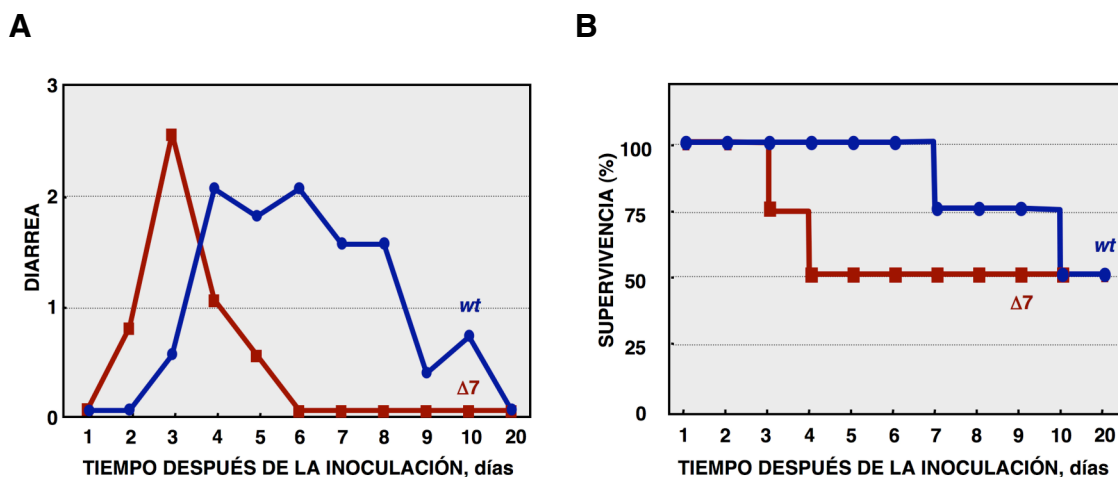 A
DIARREA
3
2
1
0
wt
Δ7
1 2 3 4 5 6 7 8 9 10 20
TIEMPO DESPUÉS DE LA INOCULACIÓN, días
B
SUPERVIVENCIA (%)
100
75
50
25
0
wt
Δ7
1 2 3 4 5 6 7 8 9 10 20
TIEMPO DESPUÉS DE LA INOCULACIÓN, días